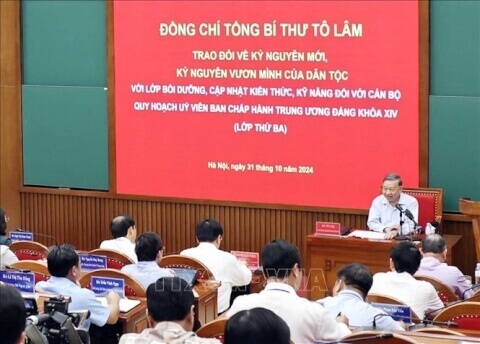 ĐỒNG CHÍ TỔNG BÍ THƯ TÔ LÂM
TRAO ĐỔI VỀ KỶ NGUYÊN MỚI,
KỶ NGUYÊN VƯƠN MÌNH CỦA DÂN TỘC
VỚI LỚP BỒI DƯỠNG, CẬP NHẬT KIẾN THỨC, KỸ NĂNG ĐỐI VỚI CÁN BỘ
QUY HOẠCH UỶ VIÊN BAN CHẤP HÀNH TRUNG ƯƠNG ĐẢNG KHÓA XIV
(LỚP THỨ BA)
Hà Nội, ngày 31 tháng 10 năm 2024